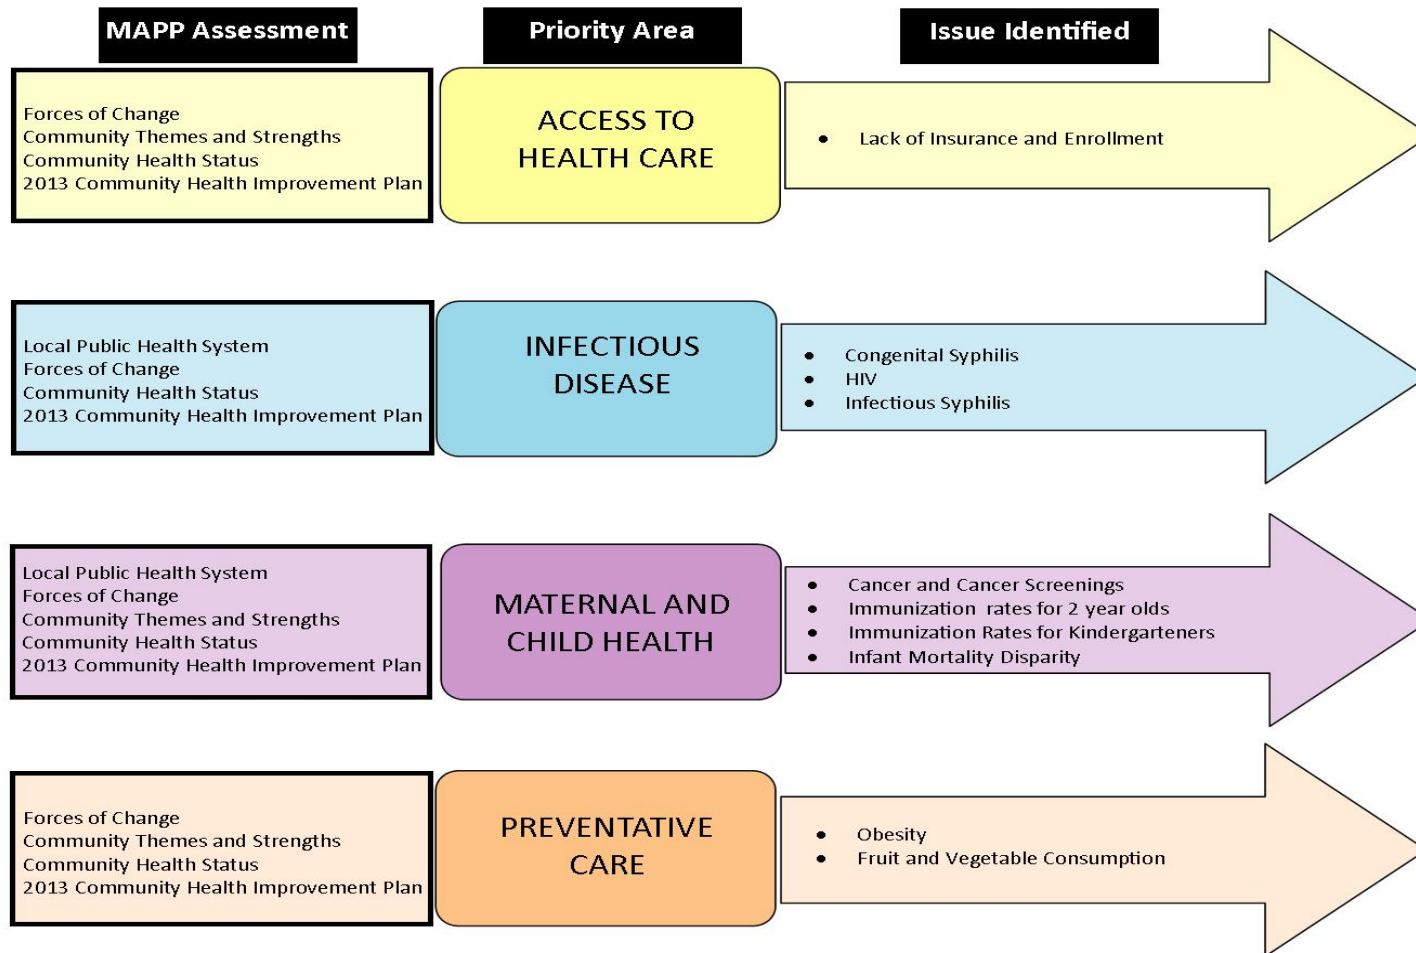 MAPP Assessment
Priority Area
Issue Identified
Forces of Change
Community Themes and Strengths
Community Health Status
2013 Community Health Improvement Plan
ACCESS TO
HEALTH CARE
• Lack of Insurance and Enrollment
Local Public Health System
Forces of Change
Community Health Status
2013 Community Health Improvement Plan
INFECTIOUS
DISEASE
• Congenital Syphilis
• HIV
• Infectious Syphilis
Local Public Health System
Forces of Change
Community Themes and Strengths
Community Health Status
2013 Community Health Improvement Plan
MATERNAL AND
CHILD HEALTH
• Cancer and Cancer Screenings
• Immunization rates for 2 year olds
• Immunization Rates for Kindergarteners
• Infant Mortality Disparity
Forces of Change
Community Themes and Strengths
Community Health Status
2013 Community Health Improvement Plan
PREVENTATIVE
CARE
• Obesity
• Fruit and Vegetable Consumption